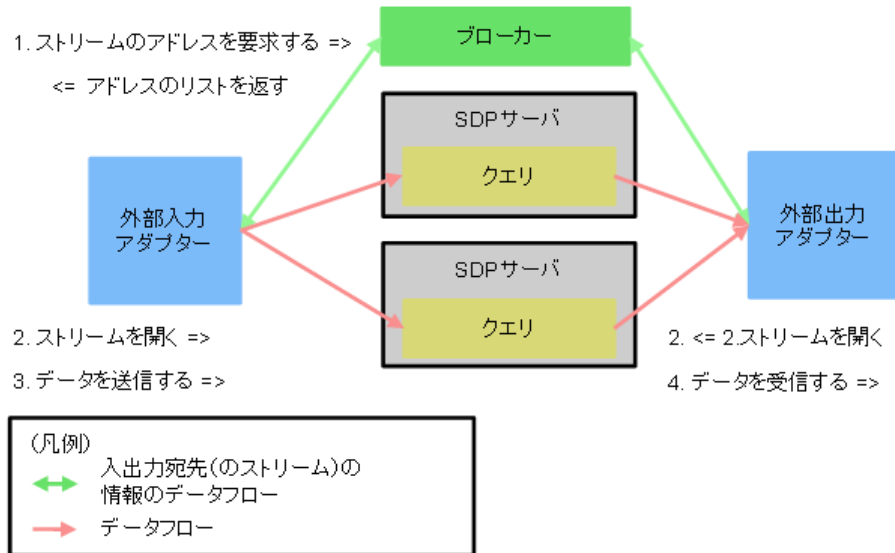 1. ストリームのアドレスを要求する =>
<= アドレスのリストを返す
ブローカー
SDPサーバ
クエリ
外部入力
アダプター
外部出力
アダプター
SDPサーバ
クエリ
2. ストリームを開く =>
3. データを送信する =>
2. <= 2.ストリームを開く
4. データを受信する =>
(凡例)
入出力宛先(のストリーム)の
情報のデータフロー
データフロー